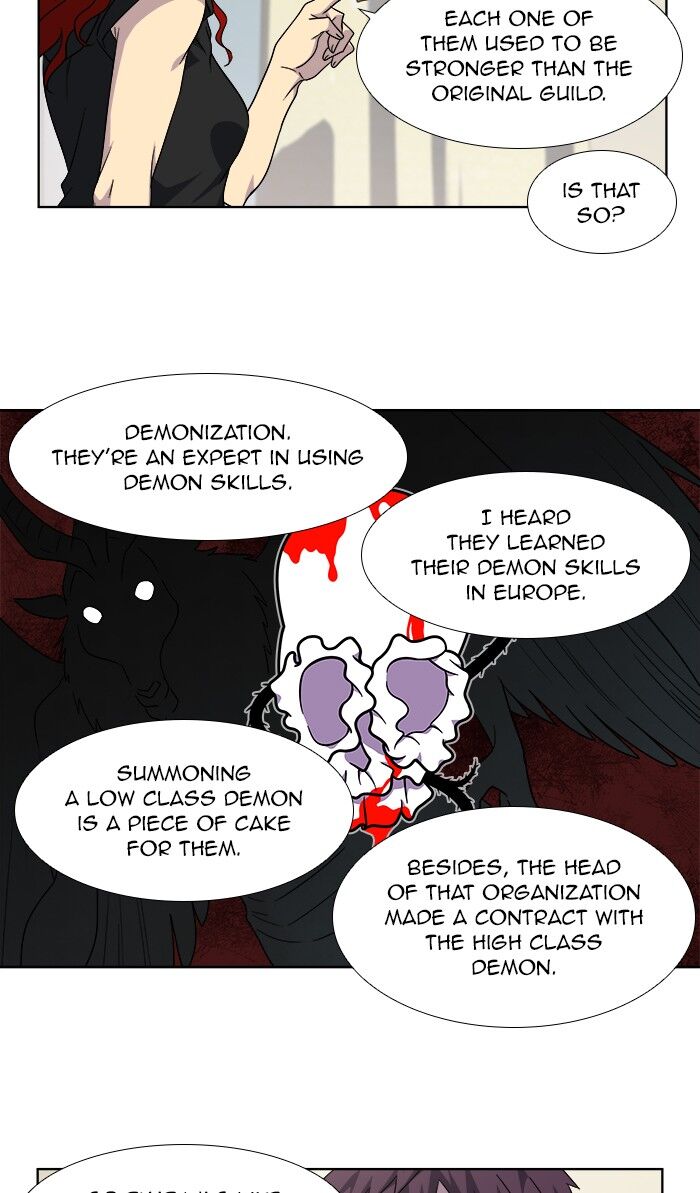 EACH ONE OF
THEM USED TO BE
STRONGER THAN THE
ORIGINAL GUILD.
IS THAT
SO?
DEMONIZATION.
THEY'RE AN EXPERT IN USING
DEMON SKILLS.
I HEARD
THEY LEARNED
THEIR DEMON SKILLS
IN EUROPE.
SUMMONING
A LOW CLASS DEMON
IS A PIECE OF CAKE
FOR THEM.
BESIDES, THE HEAD
OF THAT ORGANIZATION
MADE A CONTRACT WITH
THE HIGH CLASS
DEMON.